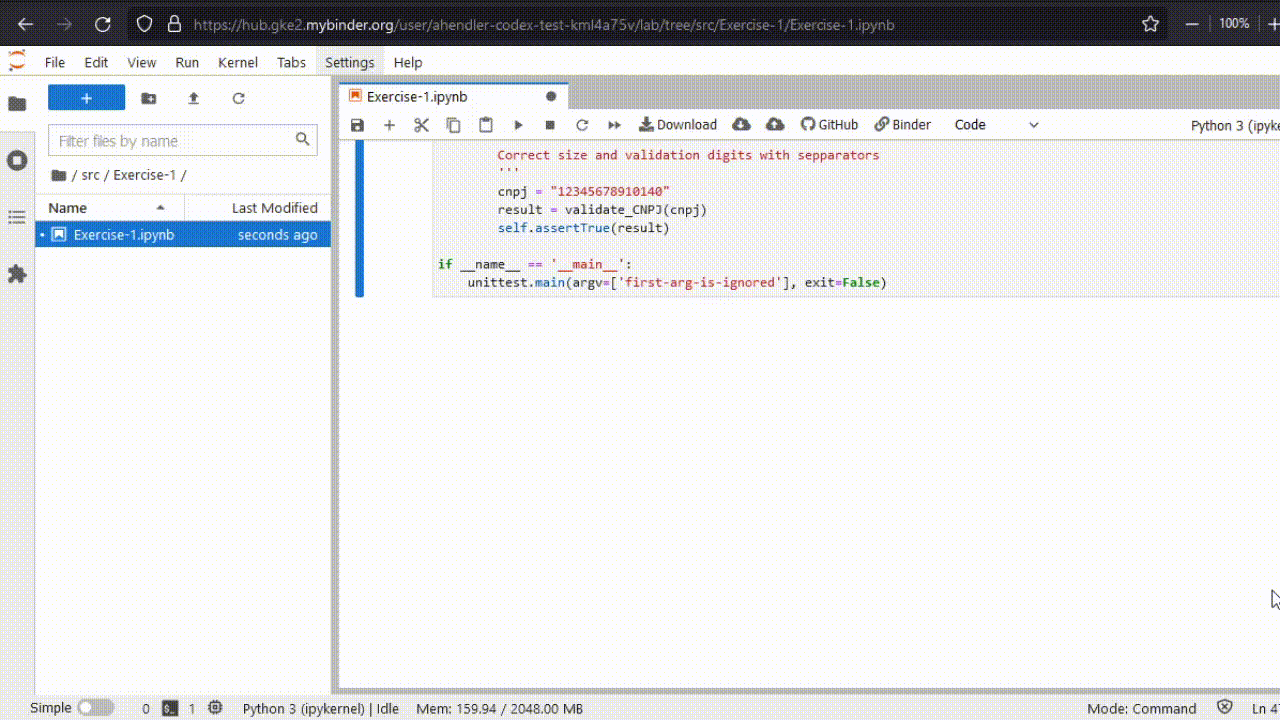 https://hub.gke2.mybinder.org/user/ahendler-codex-test-kml4a75v/lab/tree/src/Exercise-1/Exercise-1.ipynb
100%
File Edit View Run Kernel Tabs Settings Help
Exercise-1.ipynb
Filter files by name
Download GitHub Binder Code Python 3 (ipyke
/ src / Exercise-1 /
Name Last Modified
Exercise-1.ipynb seconds ago
Correct size and validation digits with sepparators
'''
cnpj = "12345678910140"
result = validate_CNPJ(cnpj)
self.assertTrue(result)
if __name__ == '__main__':
unittest.main(argv=['first-arg-is-ignored'], exit=False)
Simple 0 $_ 1 Python 3 (ipykernel) | Idle Mem: 159.94 / 2048.00 MB Mode: Command Ln 4